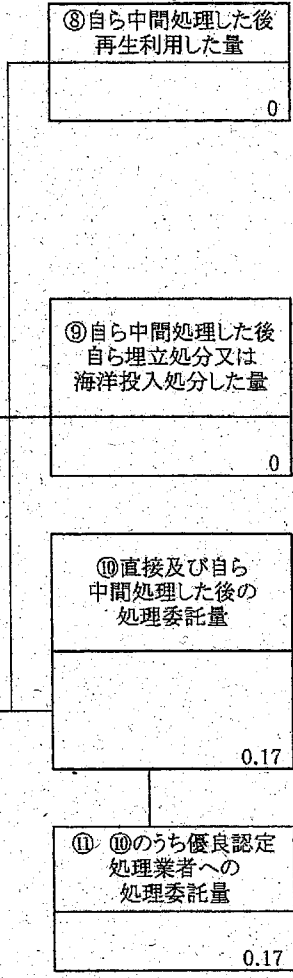 ⑧自ら中間処理した後
再生利用した量
0
⑨自ら中間処理した後
自ら埋立処分又は
海洋投入処分した量
0
⑩直接及び自ら
中間処理した後の
処理委託量
0.17
⑪ ⑩のうち優良認定
処理業者への
処理委託量
0.17